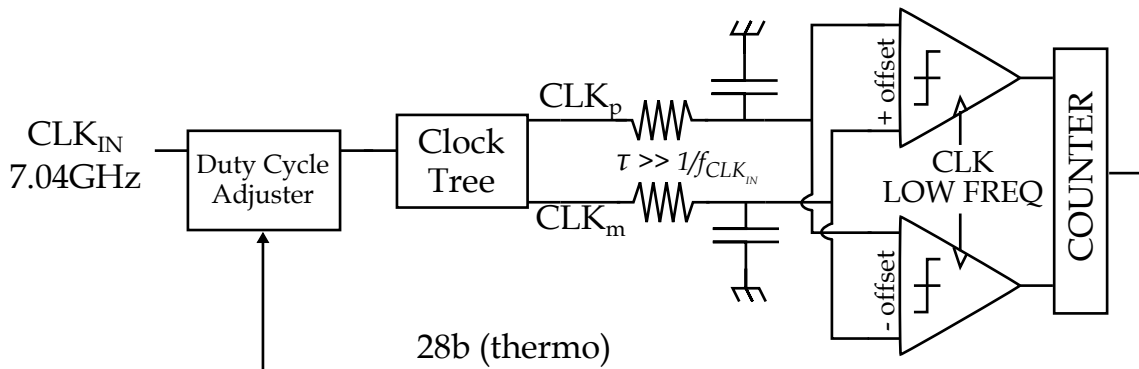 CLK_IN
7.04GHz
Duty Cycle
Adjuster
Clock
Tree
CLK_p
τ >> 1/f_CLK_IN
CLK_m
+ offset
- offset
CLK
LOW FREQ
COUNTER
28b (thermo)